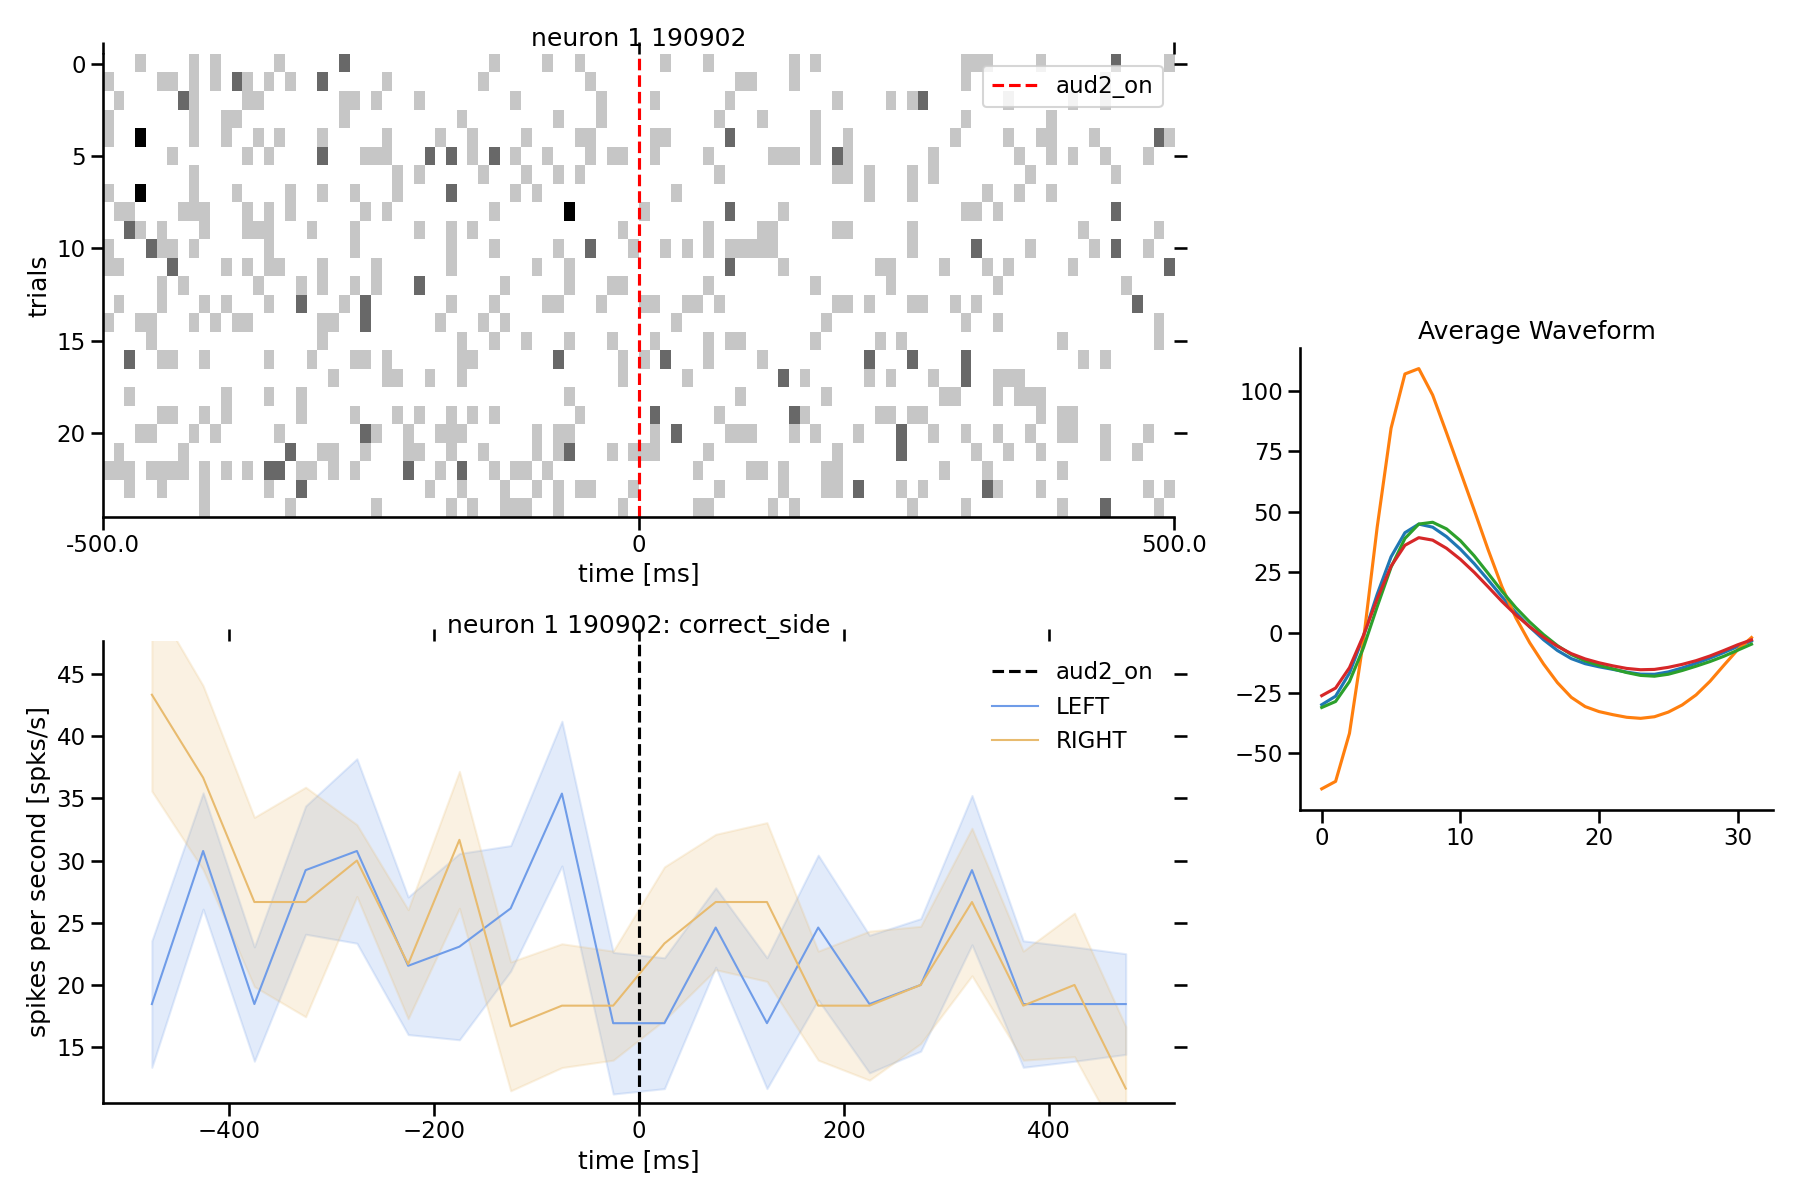 neuron 1 190902
0
5
10
15
20
trials
aud2_on
-500.0 0 500.0
time [ms]
neuron 1 190902: correct_side
45
40
35
30
25
20
15
spikes per second [spks/s]
aud2_on
LEFT
RIGHT
−400 −200 0 200 400
time [ms]
Average Waveform
100
75
50
25
0
−25
−50
0 10 20 30